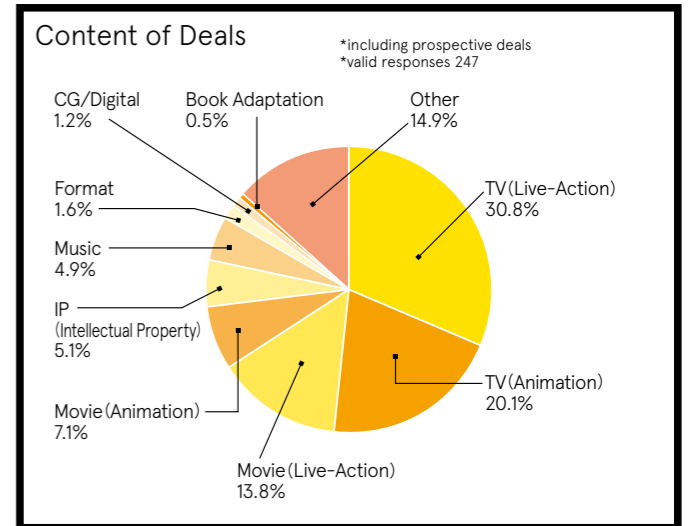 Content of Deals
*including prospective deals
*valid responses 247
CG/Digital
1.2%
Book Adaptation
0.5%
Other
14.9%
Format
1.6%
TV(Live-Action)
30.8%
Music
4.9%
IP
(Intellectual Property)
5.1%
TV(Animation)
20.1%
Movie(Animation)
7.1%
Movie(Live-Action)
13.8%